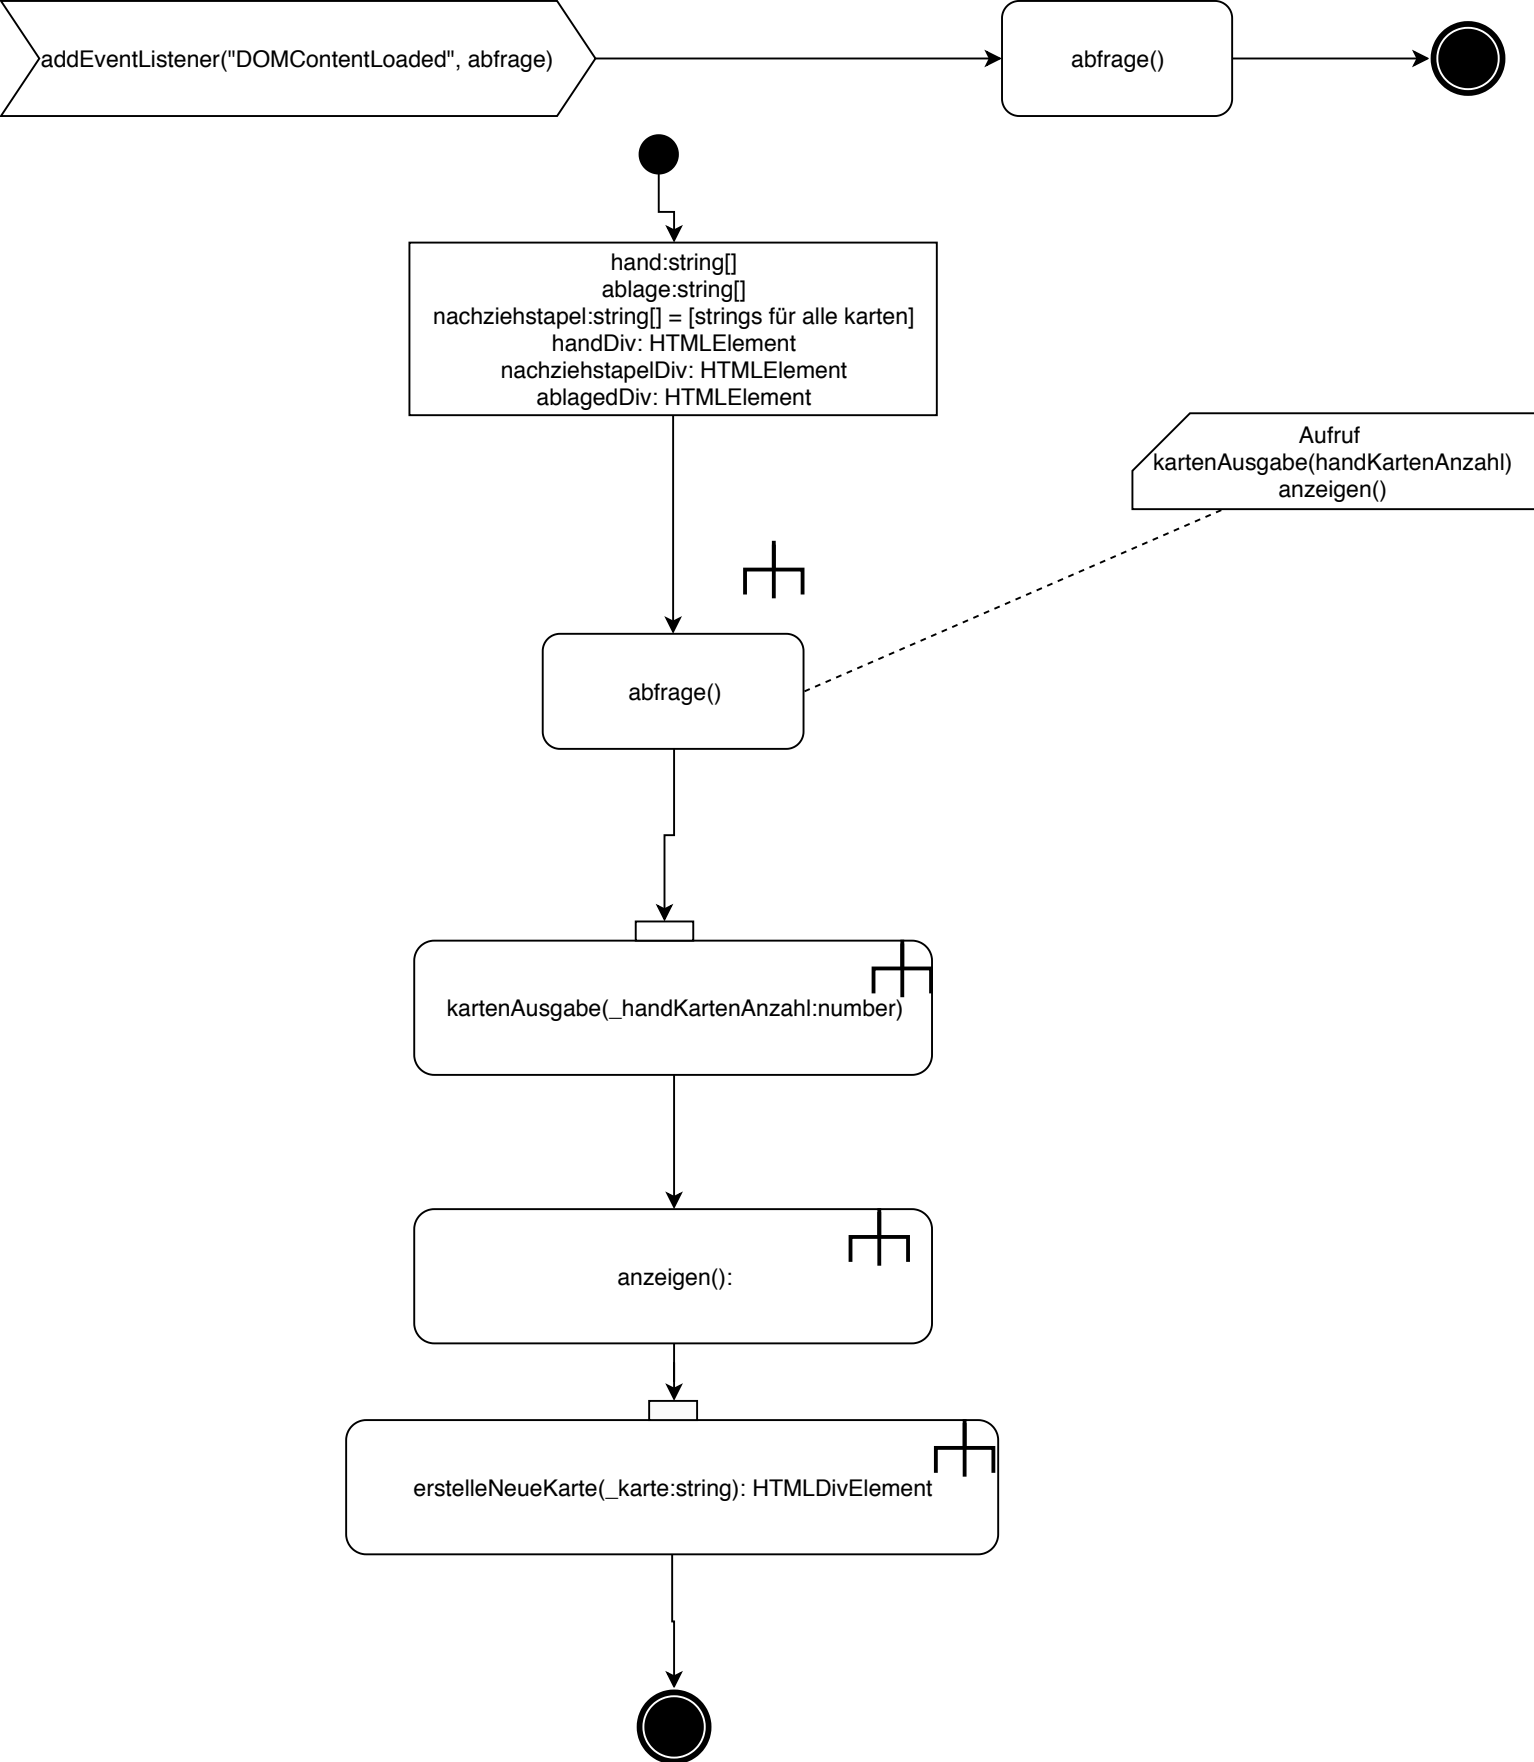 addEventListener("DOMContentLoaded", abfrage)
abfrage()
hand:string[]
ablage:string[]
nachziehstapel:string[] = [strings für alle karten]
handDiv: HTMLElement
nachziehstapelDiv: HTMLElement
ablagedDiv: HTMLElement
Aufruf
kartenAusgabe(handKartenAnzahl)
anzeigen()
abfrage()
kartenAusgabe(_handKartenAnzahl:number)
anzeigen():
erstelleNeueKarte(_karte:string): HTMLDivElement